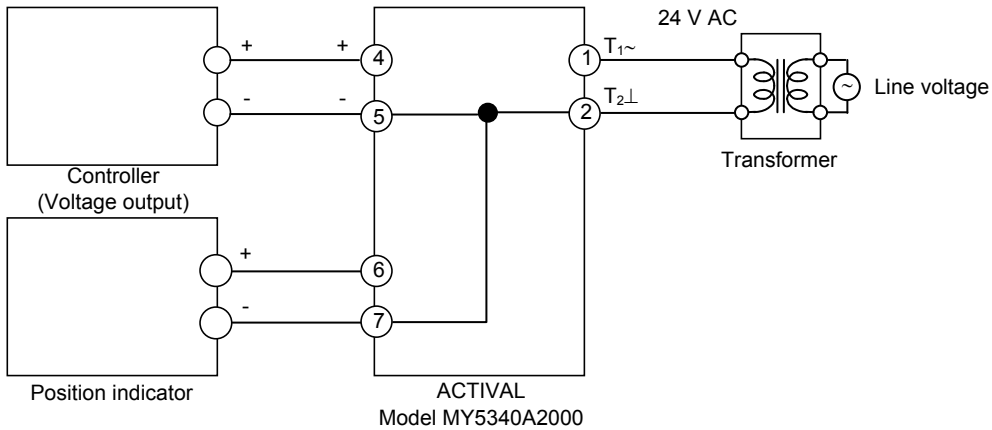 24 V AC
+ + 4 1 T₁~
- - 5 2 T₂⊥
~ Line voltage
Transformer
Controller
(Voltage output)
+ 6
- 7
Position indicator
ACTIVAL
Model MY5340A2000